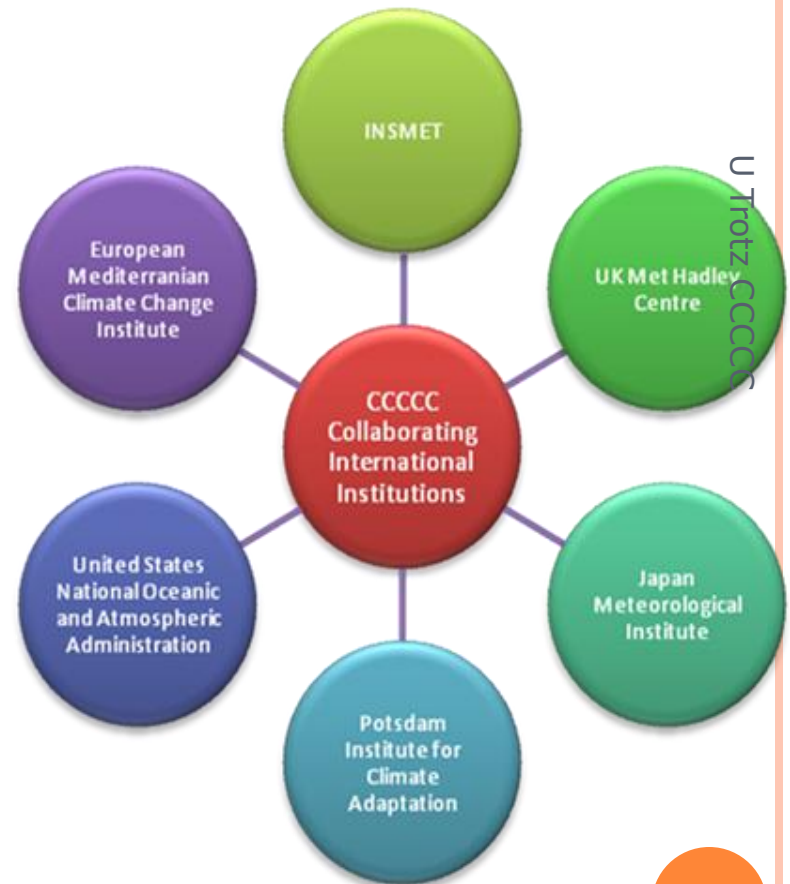 INSMET
UK Met Hadley
Centre
Japan
Meteorological
Institute
Potsdam
Institute for
Climate
Adaptation
United States
National Oceanic
and Atmospheric
Administration
European
Mediterranian
Climate Change
Institute
CCCCC
Collaborating
International
Institutions
U Trotz CCCCC